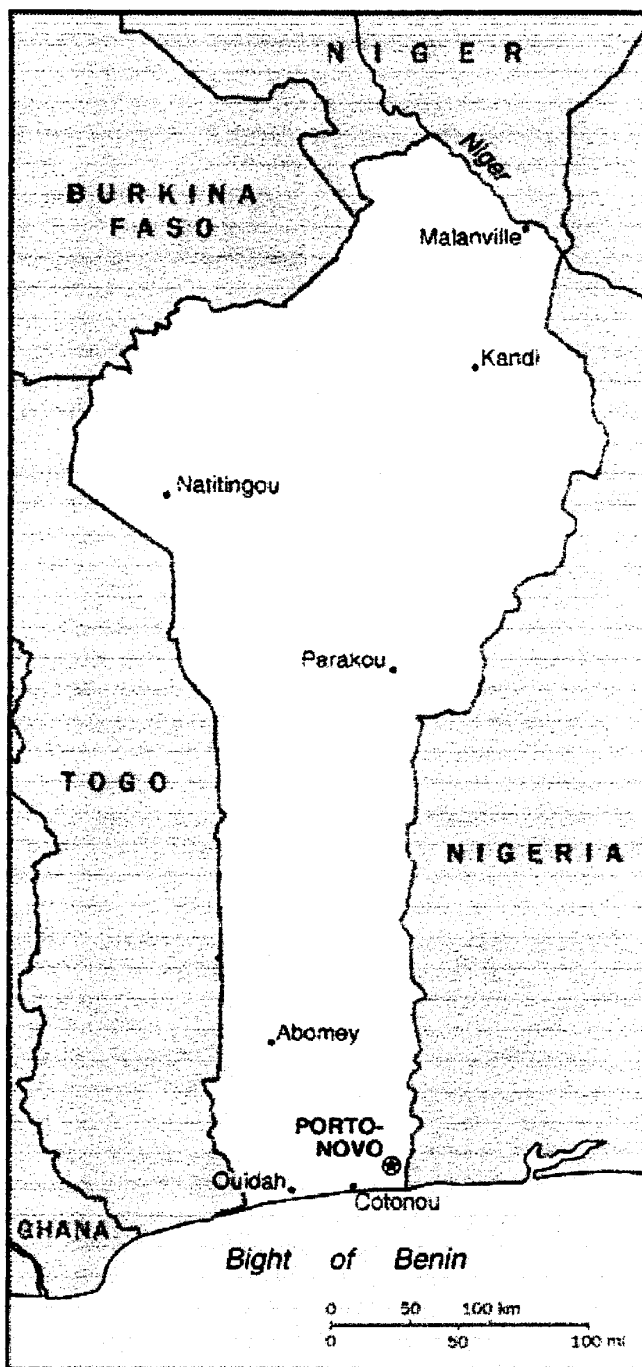 NIGER
Niger
BURKINA
FASO
Malanville
Kandi
Natitingou
Parakou
TOGO
NIGERIA
Abomey
PORTO-
NOVO
Ouidah
Cotonou
GHANA
Bight of Benin
0 50 100 km
0 50 100 mi